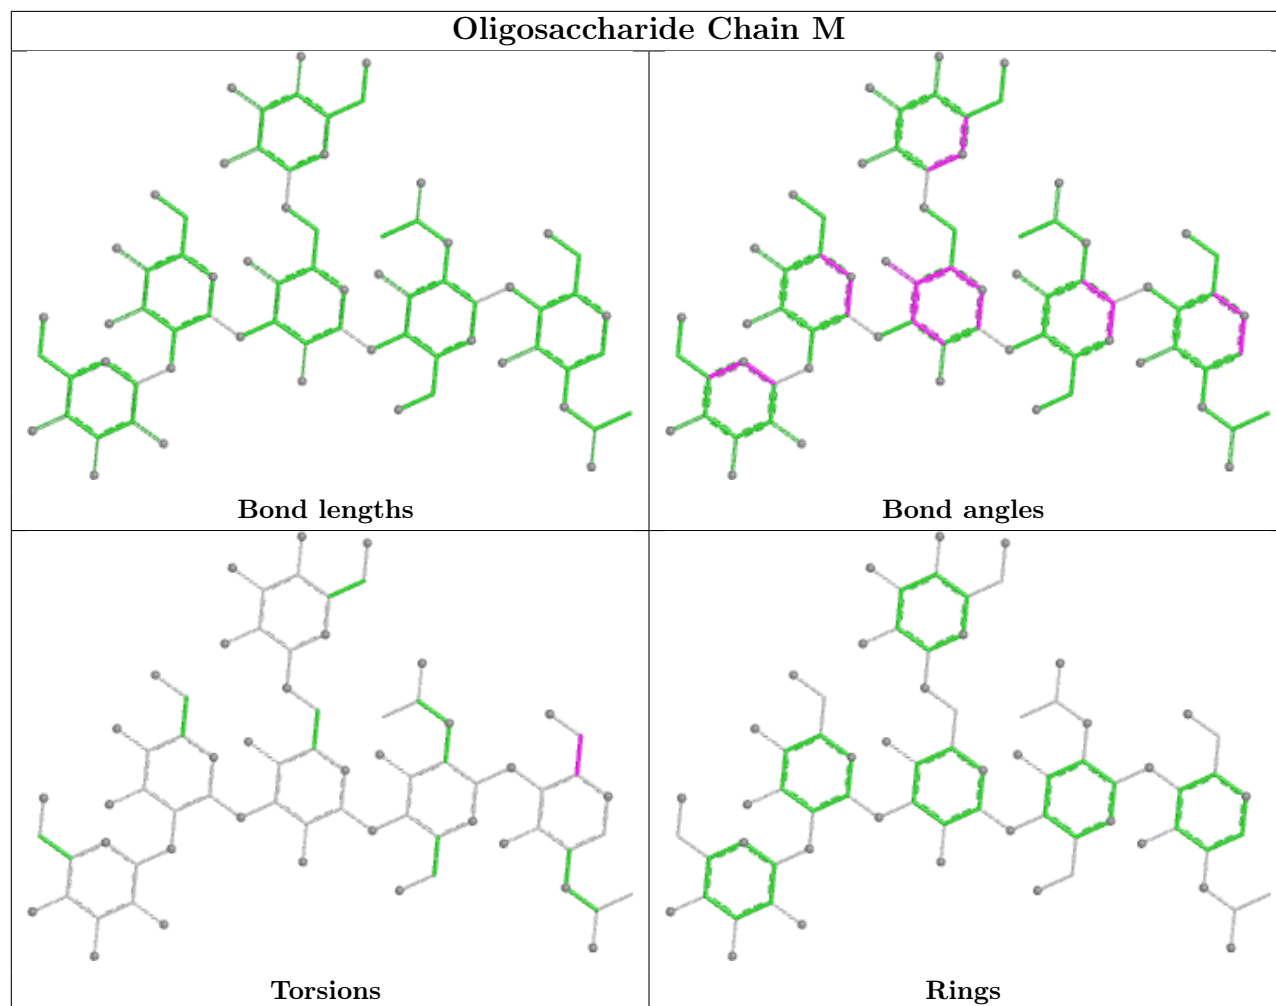 Oligosaccharide Chain M
Bond lengths
Bond angles
Torsions
Rings